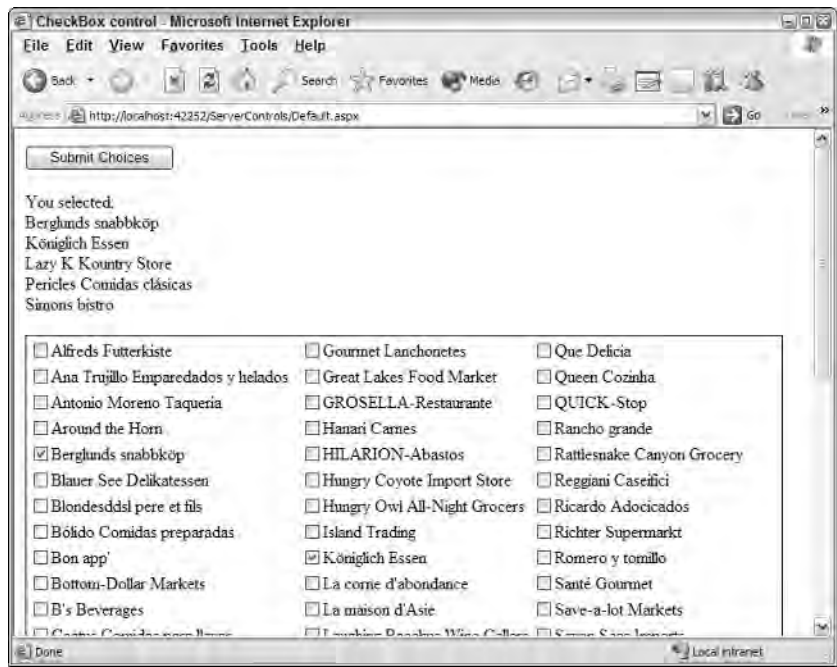 CheckBox control - Microsoft Internet Explorer
File Edit View Favorites Tools Help
Back Search Favorites Media
http://localhost:42252/ServerControls/Default.aspx Go
Submit Choices
You selected:
Berglunds snabbköp
Königlich Essen
Lazy K Kountry Store
Pericles Comidas clásicas
Simons bistro
Alfreds Futterkiste Gourmet Lanchonetes Que Delícia
Ana Trujillo Emparedados y helados Great Lakes Food Market Queen Cozinha
Antonio Moreno Taquería GROSELLA-Restaurante QUICK-Stop
Around the Horn Hanari Carnes Rancho grande
Berglunds snabbköp HILARION-Abastos Rattlesnake Canyon Grocery
Blauer See Delikatessen Hungry Coyote Import Store Reggiani Caseifici
Blondesddsl père et fils Hungry Owl All-Night Grocers Ricardo Adocicados
Bólido Comidas preparadas Island Trading Richter Supermarkt
Bon app' Königlich Essen Romero y tomillo
Bottom-Dollar Markets La corne d'abondance Santé Gourmet
B's Beverages La maison d'Asie Save-a-lot Markets
Done Local intranet